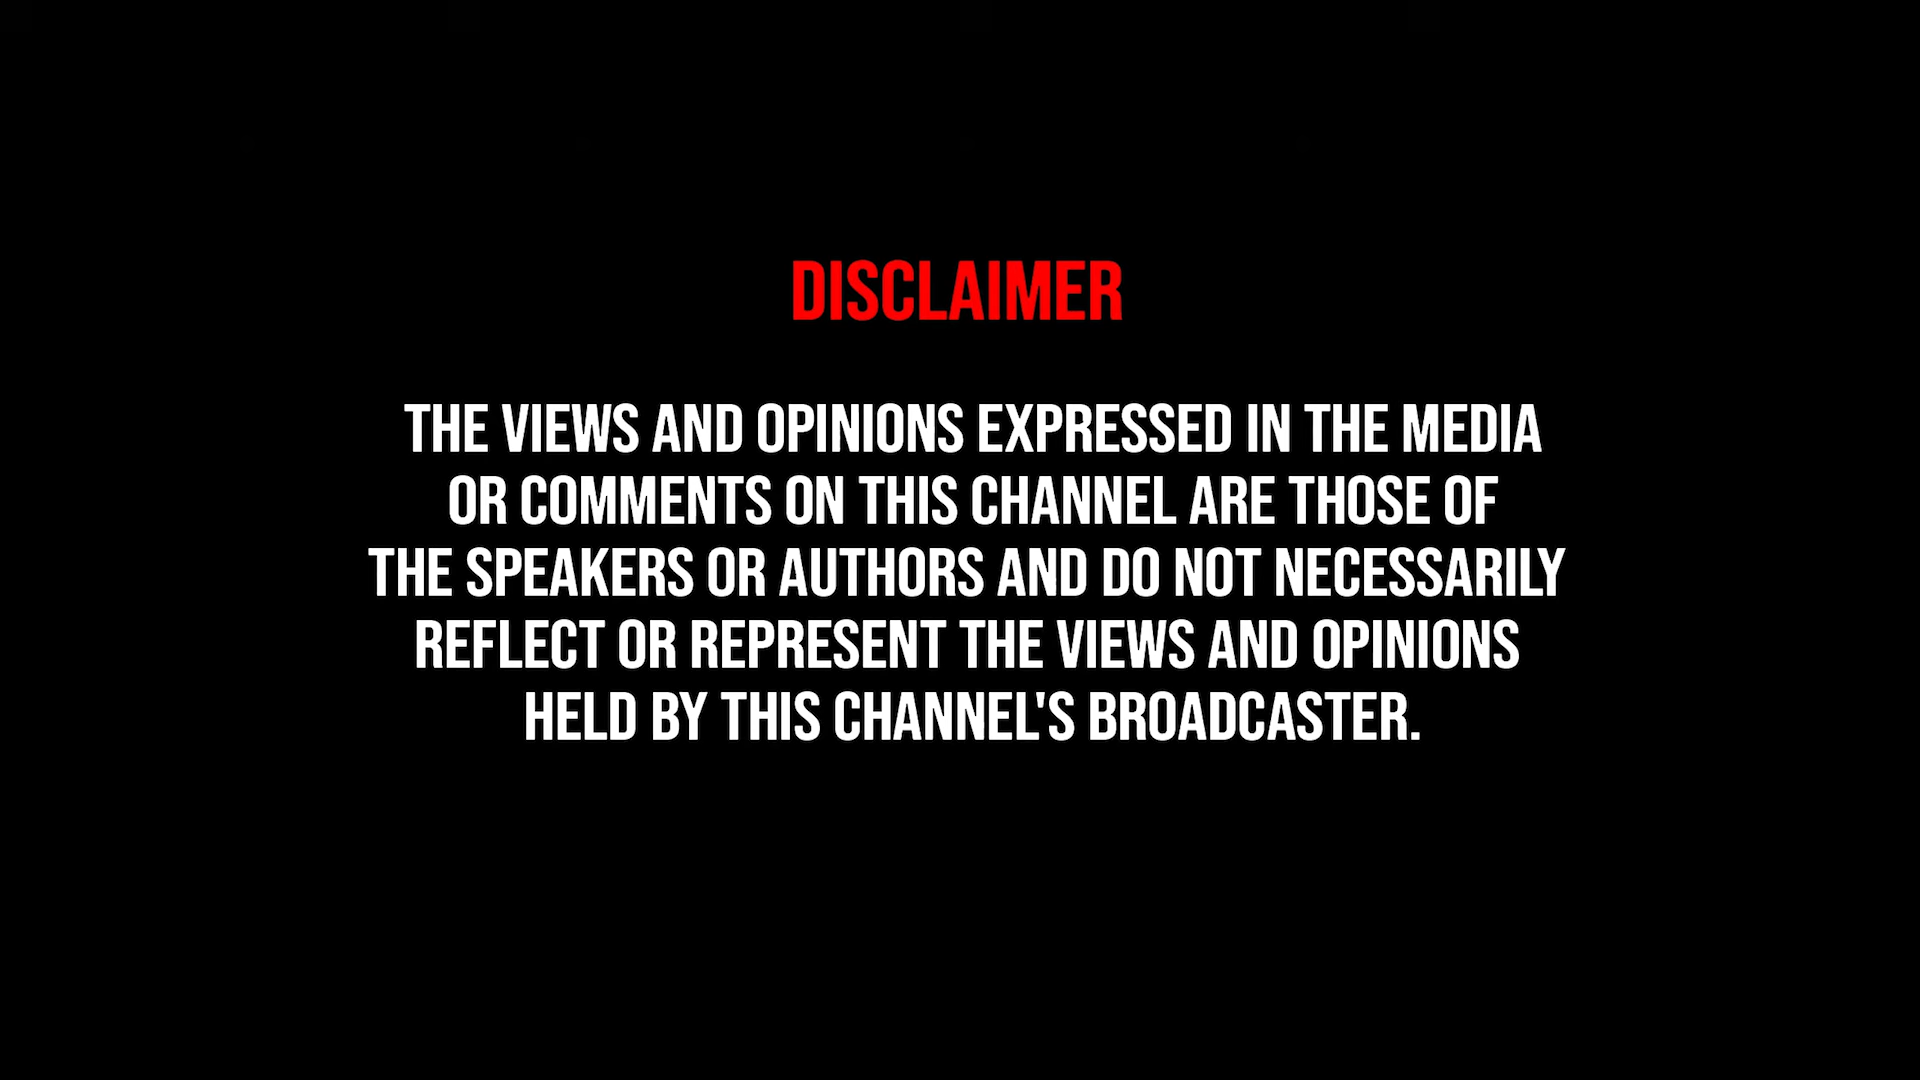 DISCLAIMER
THE VIEWS AND OPINIONS EXPRESSED IN THE MEDIA
OR COMMENTS ON THIS CHANNEL ARE THOSE OF
THE SPEAKERS OR AUTHORS AND DO NOT NECESSARILY
REFLECT OR REPRESENT THE VIEWS AND OPINIONS
HELD BY THIS CHANNEL'S BROADCASTER.